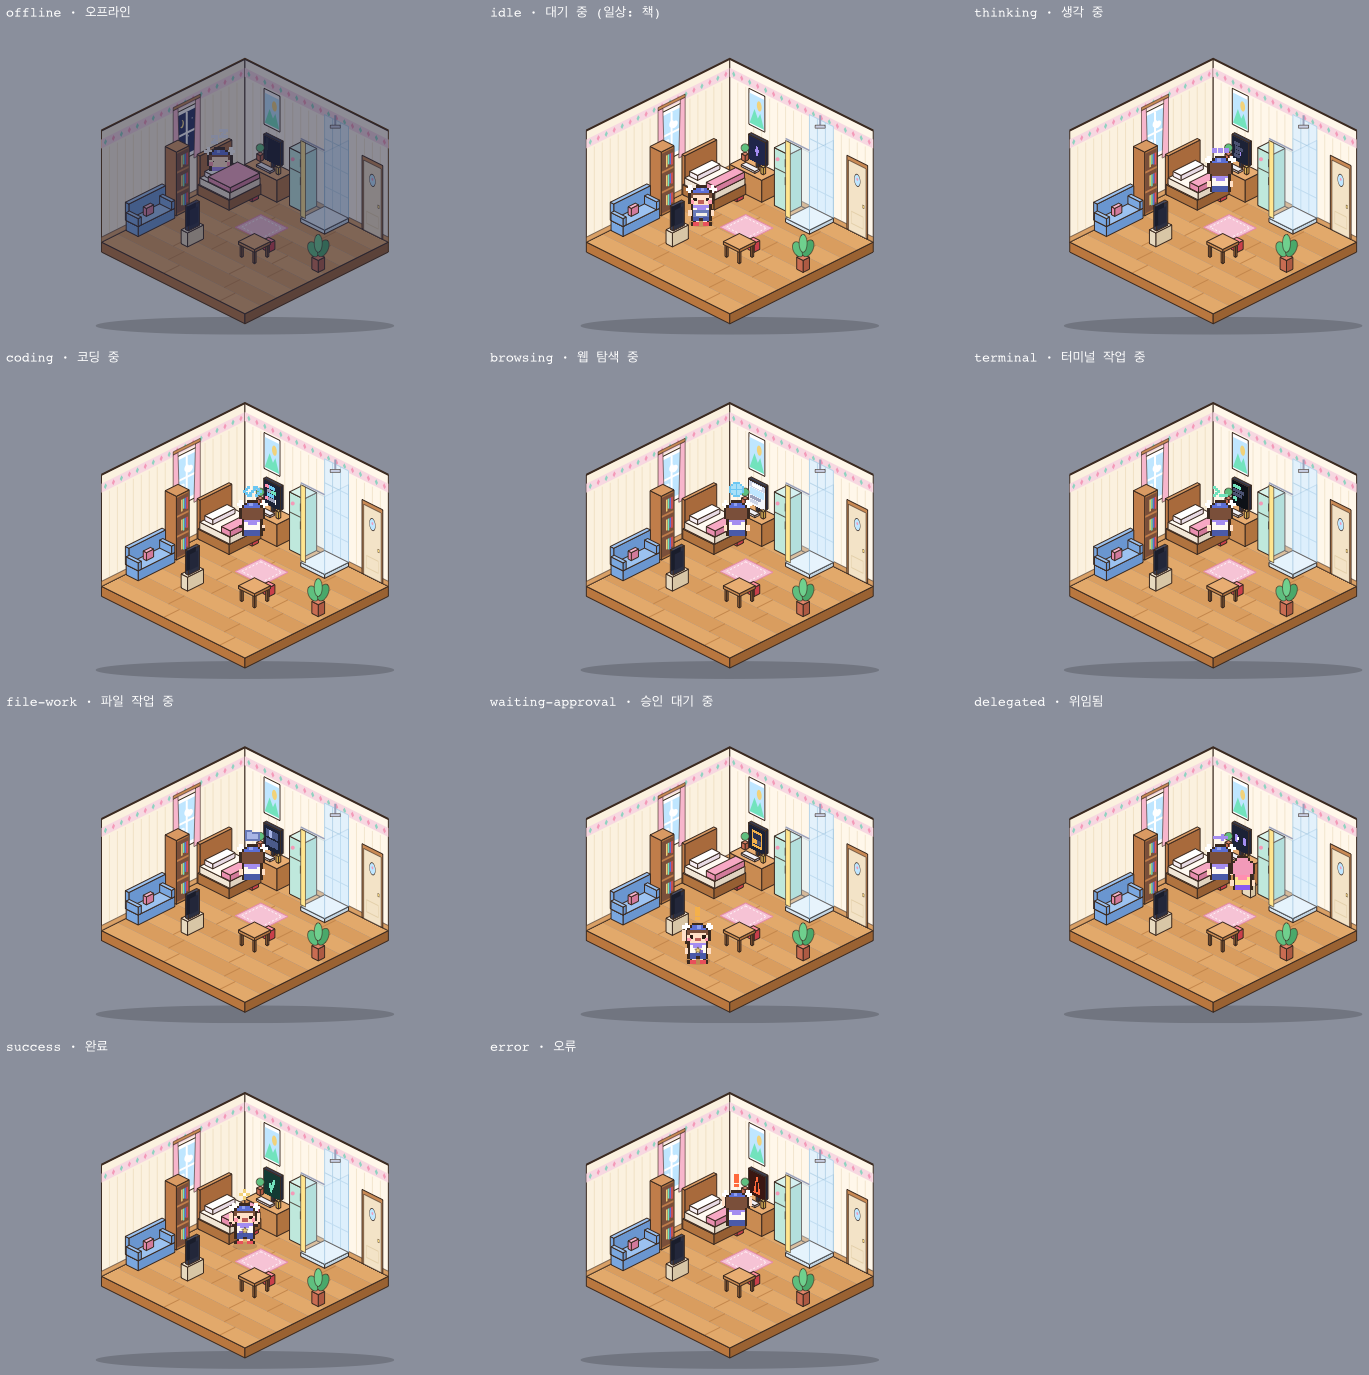 offline · 오프라인
idle · 대기 중 (일상: 책)
thinking · 생각 중
coding · 코딩 중
browsing · 웹 탐색 중
terminal · 터미널 작업 중
file-work · 파일 작업 중
waiting-approval · 승인 대기 중
delegated · 위임됨
success · 완료
error · 오류